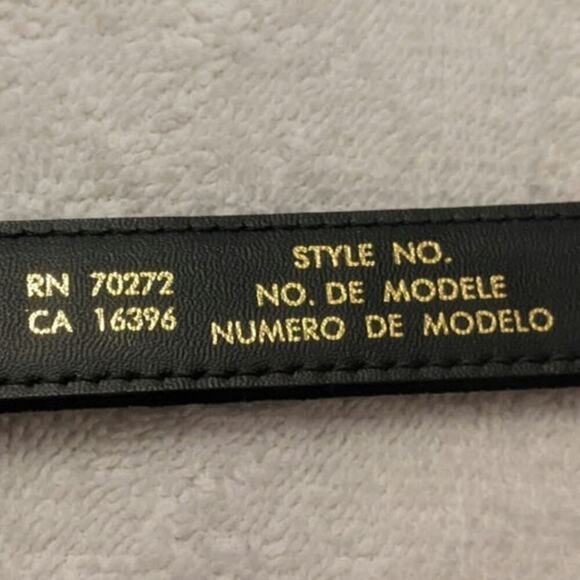 RN 70272
CA 16396
STYLE NO.
NO. DE MODELE
NUMERO DE MODELO